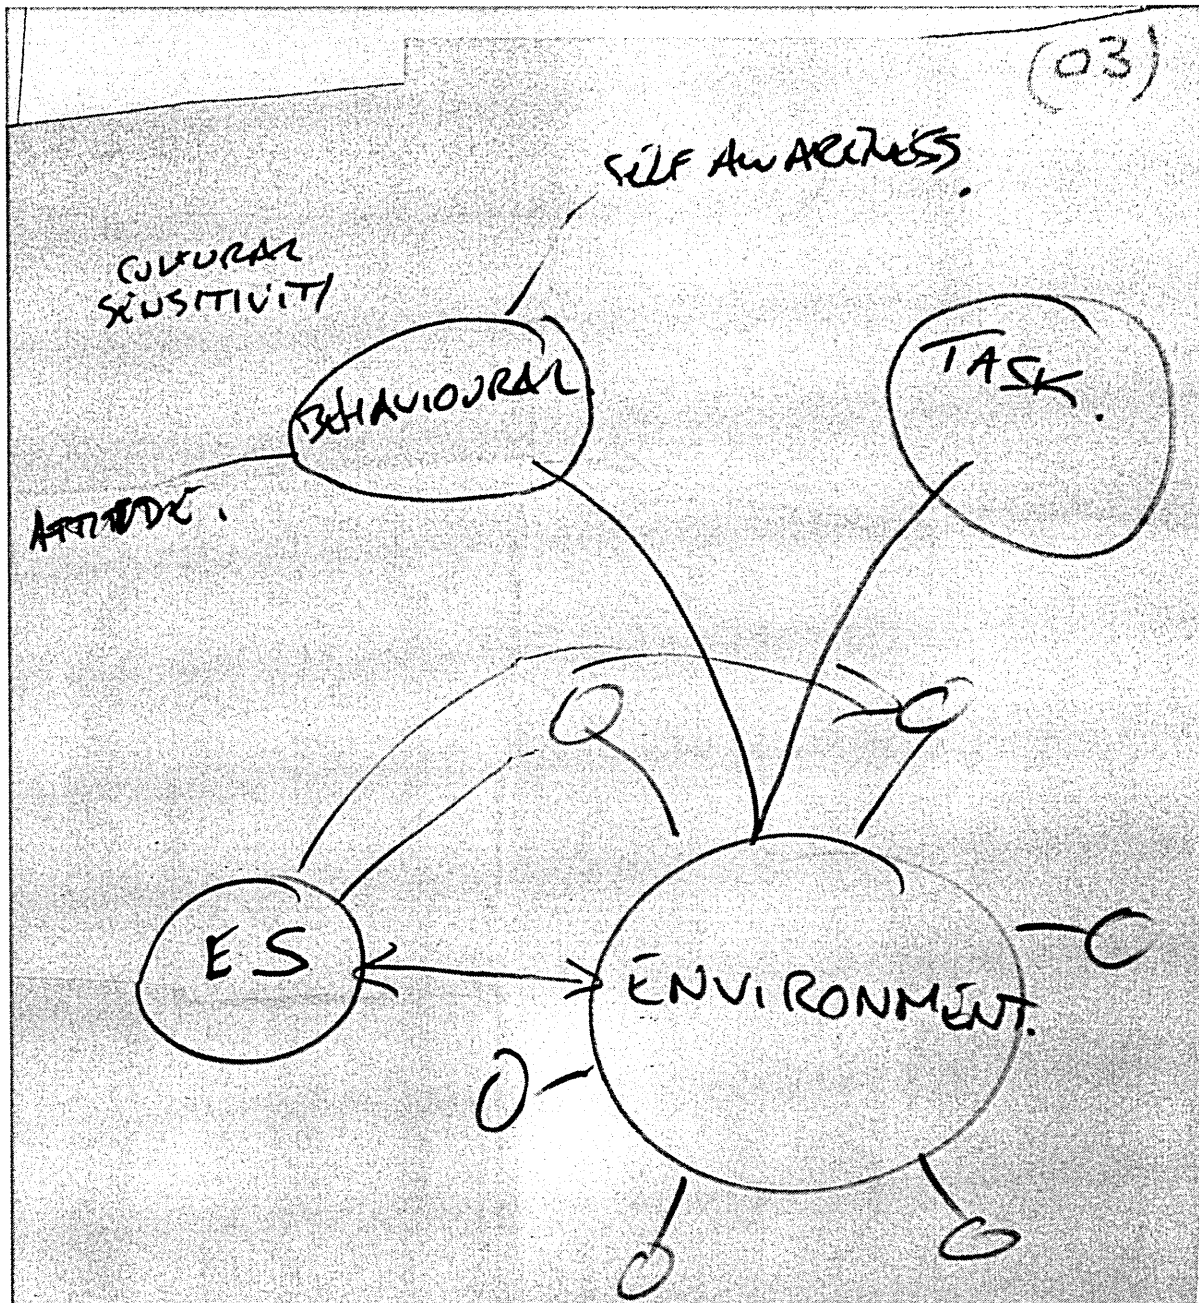 (03)
SELF AWARENESS.
CULTURAL
SENSITIVITY
BEHAVIOURAL
TASK.
ATTITUDE.
ES
ENVIRONMENT.